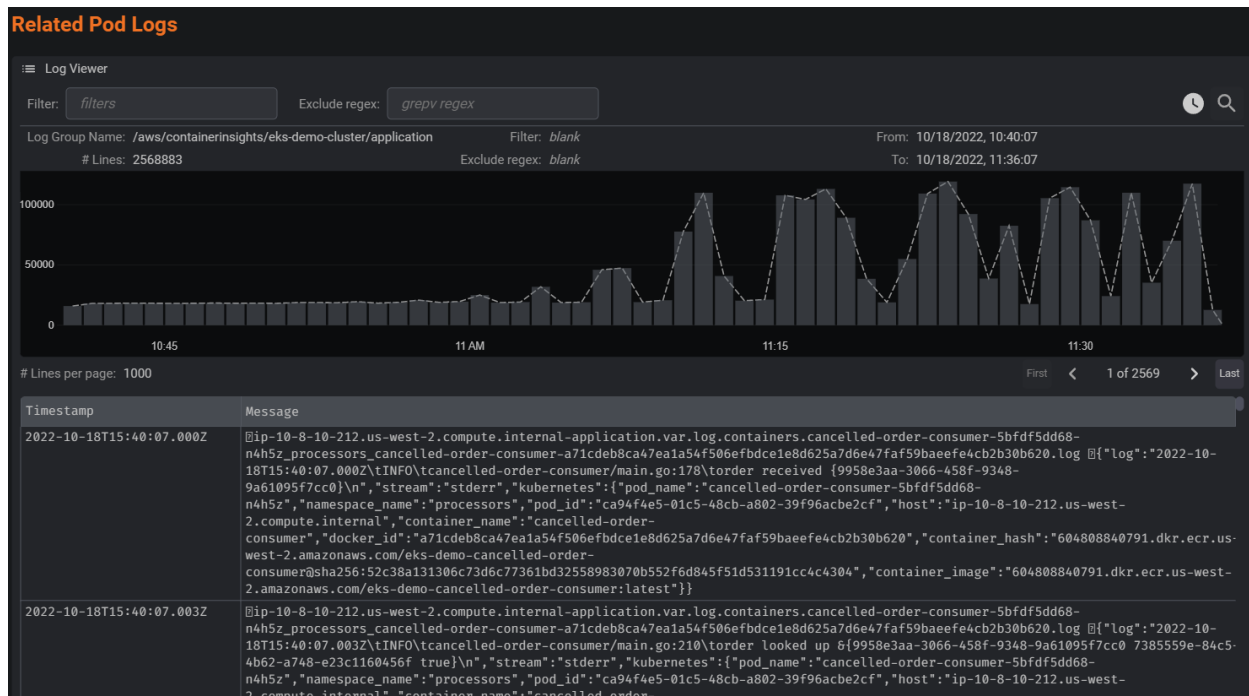 Related Pod Logs
Log Viewer
Filter: filters Exclude regex: grepv regex
Log Group Name: /aws/containerinsights/eks-demo-cluster/application Filter: blank From: 10/18/2022, 10:40:07
# Lines: 2568883 Exclude regex: blank To: 10/18/2022, 11:36:07
100000
50000
0
10:45 11 AM 11:15 11:30
# Lines per page: 1000 First 1 of 2569 Last
Timestamp Message
2022-10-18T15:40:07.000Z ip-10-8-10-212.us-west-2.compute.internal-application.var.log.containers.cancelled-order-consumer-5bfdf5dd68-
n4h5z_processors_cancelled-order-consumer-a71cdeb8ca47ea1a54f506efbdce1e8d625a7d6e47faf59baeefe4cb2b30b620.log {"log":"2022-10-
18T15:40:07.000Z\tINFO\tcancelled-order-consumer/main.go:178\torder received {9958e3aa-3066-458f-9348-
9a61095f7cc0}\n","stream":"stderr","kubernetes":{"pod_name":"cancelled-order-consumer-5bfdf5dd68-
n4h5z","namespace_name":"processors","pod_id":"ca94f4e5-01c5-48cb-a802-39f96acbe2cf","host":"ip-10-8-10-212.us-west-
2.compute.internal","container_name":"cancelled-order-
consumer","docker_id":"a71cdeb8ca47ea1a54f506efbdce1e8d625a7d6e47faf59baeefe4cb2b30b620","container_hash":"604808840791.dkr.ecr.us-
west-2.amazonaws.com/eks-demo-cancelled-order-
consumer@sha256:52c38a131306c73d6c77361bd32558983070b552f6d845f51d531191cc4c4304","container_image":"604808840791.dkr.ecr.us-west-
2.amazonaws.com/eks-demo-cancelled-order-consumer:latest"}}
2022-10-18T15:40:07.003Z ip-10-8-10-212.us-west-2.compute.internal-application.var.log.containers.cancelled-order-consumer-5bfdf5dd68-
n4h5z_processors_cancelled-order-consumer-a71cdeb8ca47ea1a54f506efbdce1e8d625a7d6e47faf59baeefe4cb2b30b620.log {"log":"2022-10-
18T15:40:07.003Z\tINFO\tcancelled-order-consumer/main.go:210\torder looked up &{9958e3aa-3066-458f-9348-9a61095f7cc0 7385559e-84c5-
4b62-a748-e23c1160456f true}\n","stream":"stderr","kubernetes":{"pod_name":"cancelled-order-consumer-5bfdf5dd68-
n4h5z","namespace_name":"processors","pod_id":"ca94f4e5-01c5-48cb-a802-39f96acbe2cf","host":"ip-10-8-10-212.us-west-
2.compute.internal","container_name":"cancelled-order-